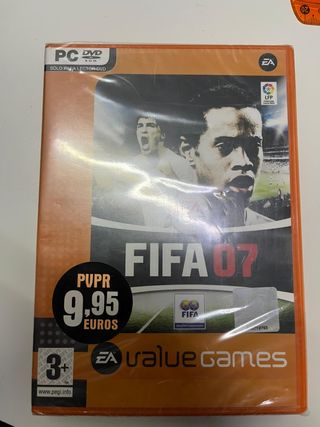 PC DVD
ROM
SOLO PARA LECTOR DVD
EA
LFP
FIFA 07
PVPR
9,95
EUROS
FIFA
3+
www.pegi.info
EA value Games